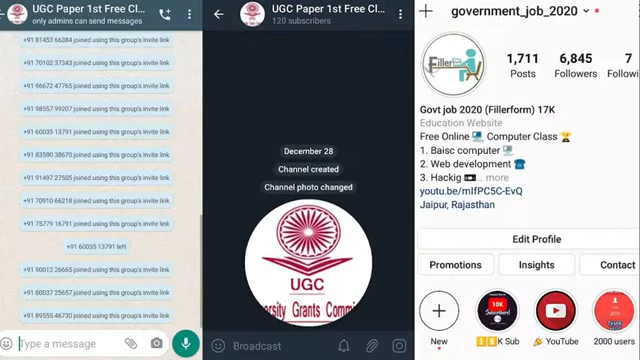 UGC Paper 1st Free Cl...
only admins can send messages
+91 81453 66384 joined using this group's invite link
+91 70102 37343 joined using this group's invite link
+91 96672 47765 joined using this group's invite link
+91 98557 99207 joined using this group's invite link
+91 60035 13791 joined using this group's invite link
+91 83590 38670 joined using this group's invite link
+91 91497 27505 joined using this group's invite link
+91 70910 66218 joined using this group's invite link
+91 75779 16791 joined using this group's invite link
+91 60035 13791 left
+91 90012 26665 joined using this group's invite link
+91 80037 25657 joined using this group's invite link
+91 89555 46730 joined using this group's invite link
Type a message
UGC Paper 1st Free Cl...
120 subscribers
December 28
Channel created
Channel photo changed
UGC
ersity Grants Comm
Broadcast
government_job_2020
Filler
1,711
6,845
7
Posts
Followers
Followi
Govt job 2020 (Fillerform) 17K
Education Website
Free Online Computer Class
1. Baisc computer
2. Web development
3. Hackig ... more
youtu.be/mIfPC5C-EvQ
Jaipur, Rajasthan
Edit Profile
Promotions
Insights
Contact
10K
Subscribers!
New
K Sub
YouTube
2000 users